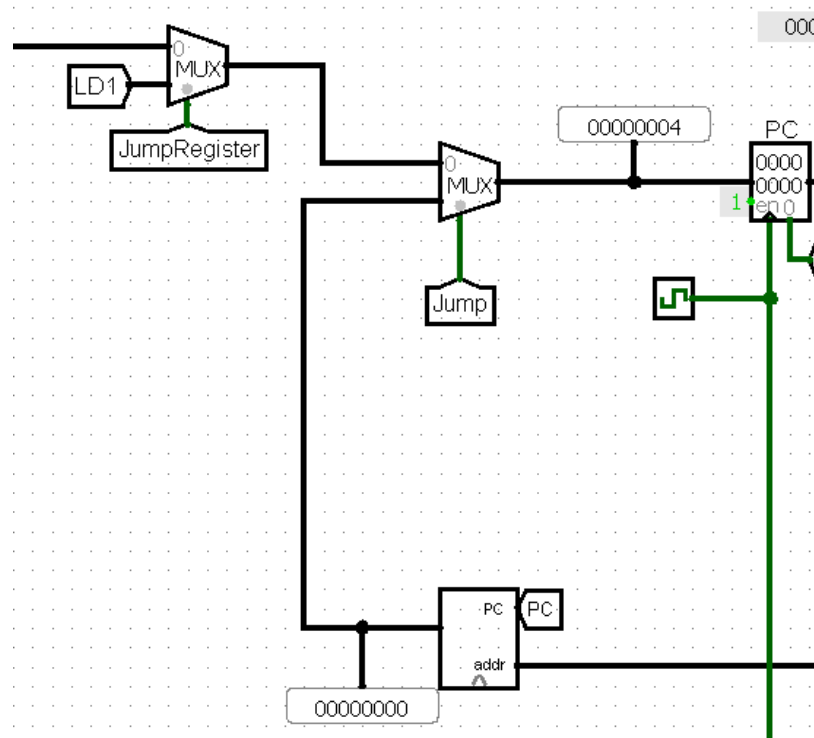 000
0
MUX
LD1
JumpRegister
00000004
PC
0
MUX
0000
0000
1
en 0
Jump
PC
PC
addr
00000000